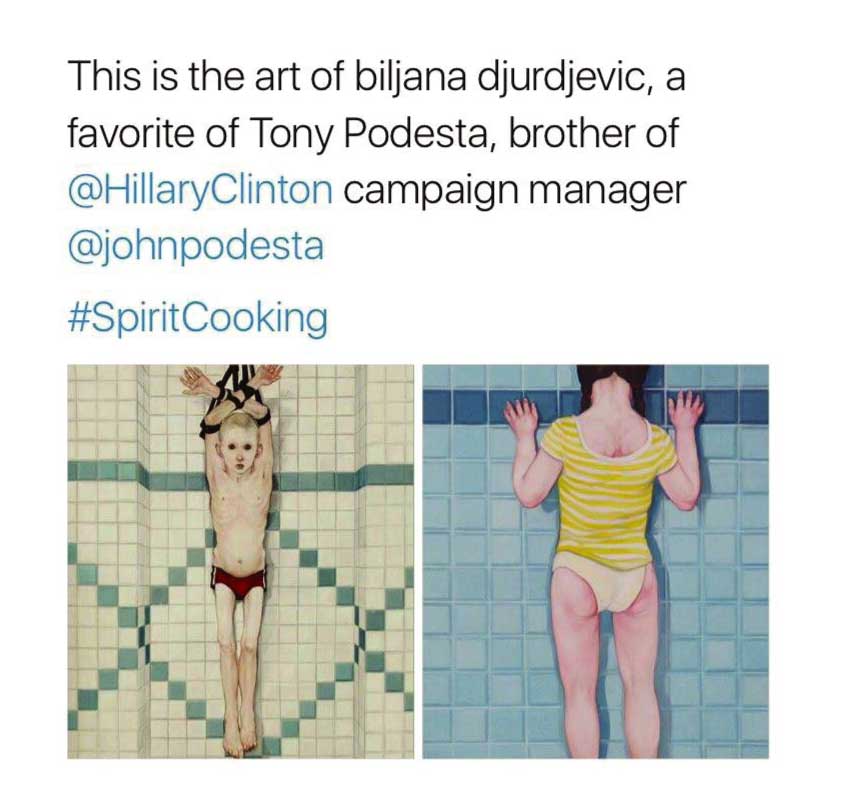 This is the art of biljana djurdjevic, a
favorite of Tony Podesta, brother of
@HillaryClinton campaign manager
@johnpodesta
#SpiritCooking